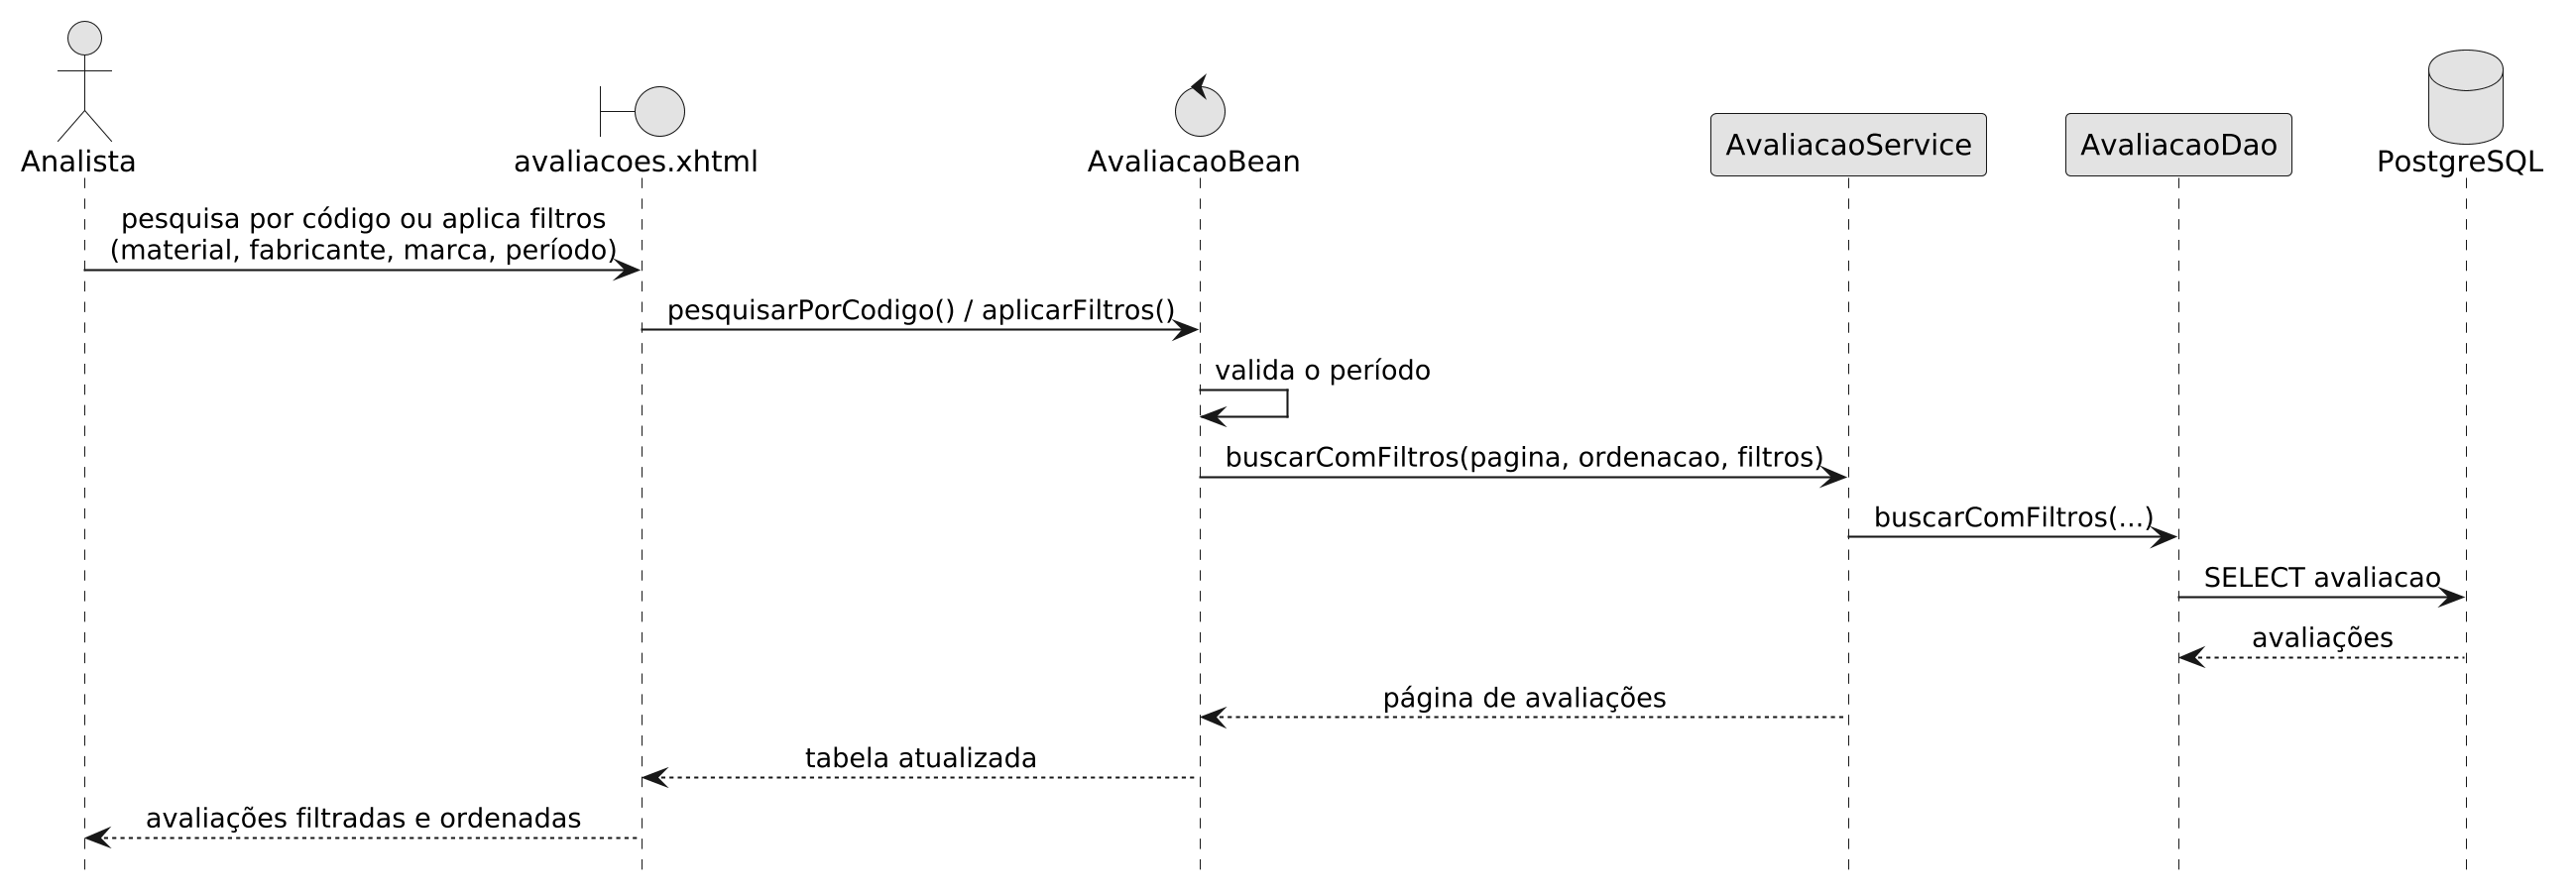 Analista
avaliacoes.xhtml
AvaliacaoBean
AvaliacaoService
AvaliacaoDao
PostgreSQL
pesquisa por código ou aplica filtros
(material, fabricante, marca, período)
pesquisarPorCodigo() / aplicarFiltros()
valida o período
buscarComFiltros(pagina, ordenacao, filtros)
buscarComFiltros(...)
SELECT avaliacao
avaliações
página de avaliações
tabela atualizada
avaliações filtradas e ordenadas